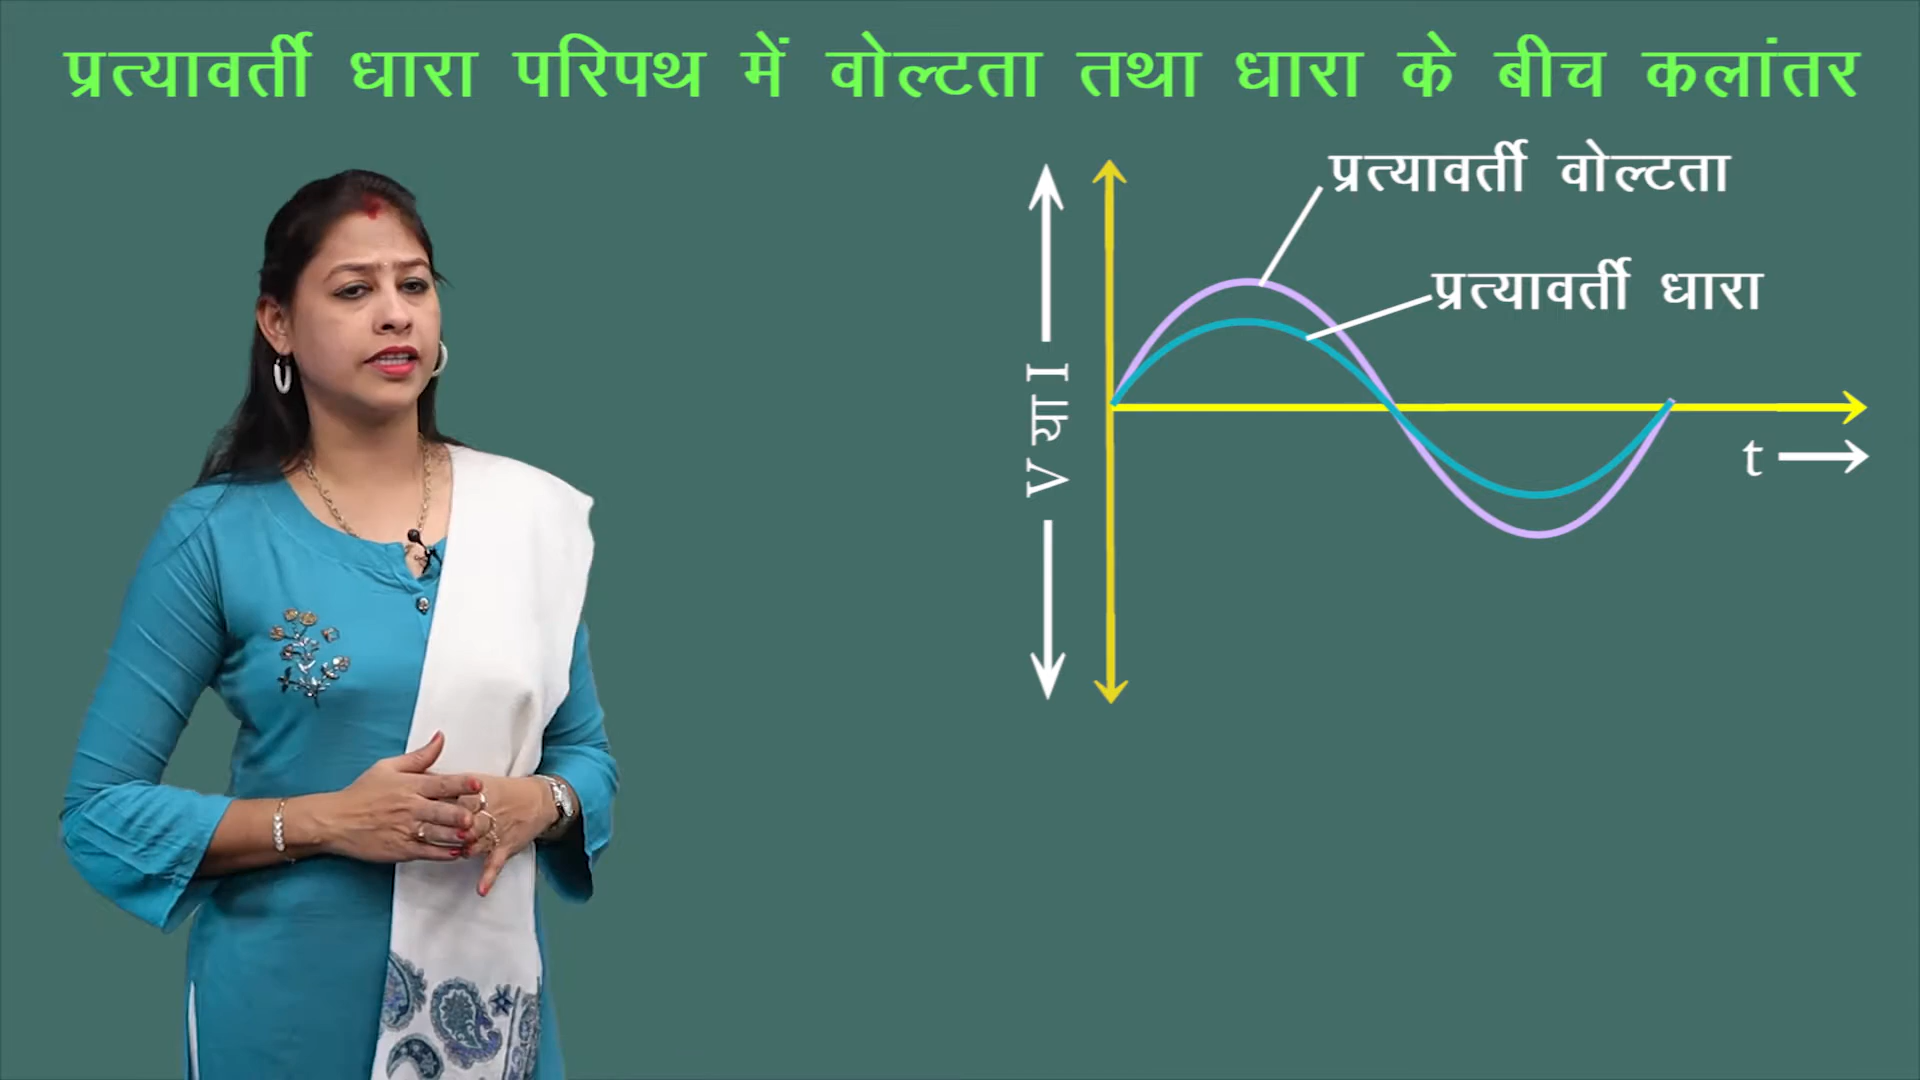 प्रत्यावर्ती धारा परिपथ में वोल्टता तथा धारा के बीच कलांतर
प्रत्यावर्ती वोल्टता
प्रत्यावर्ती धारा
V या I
t